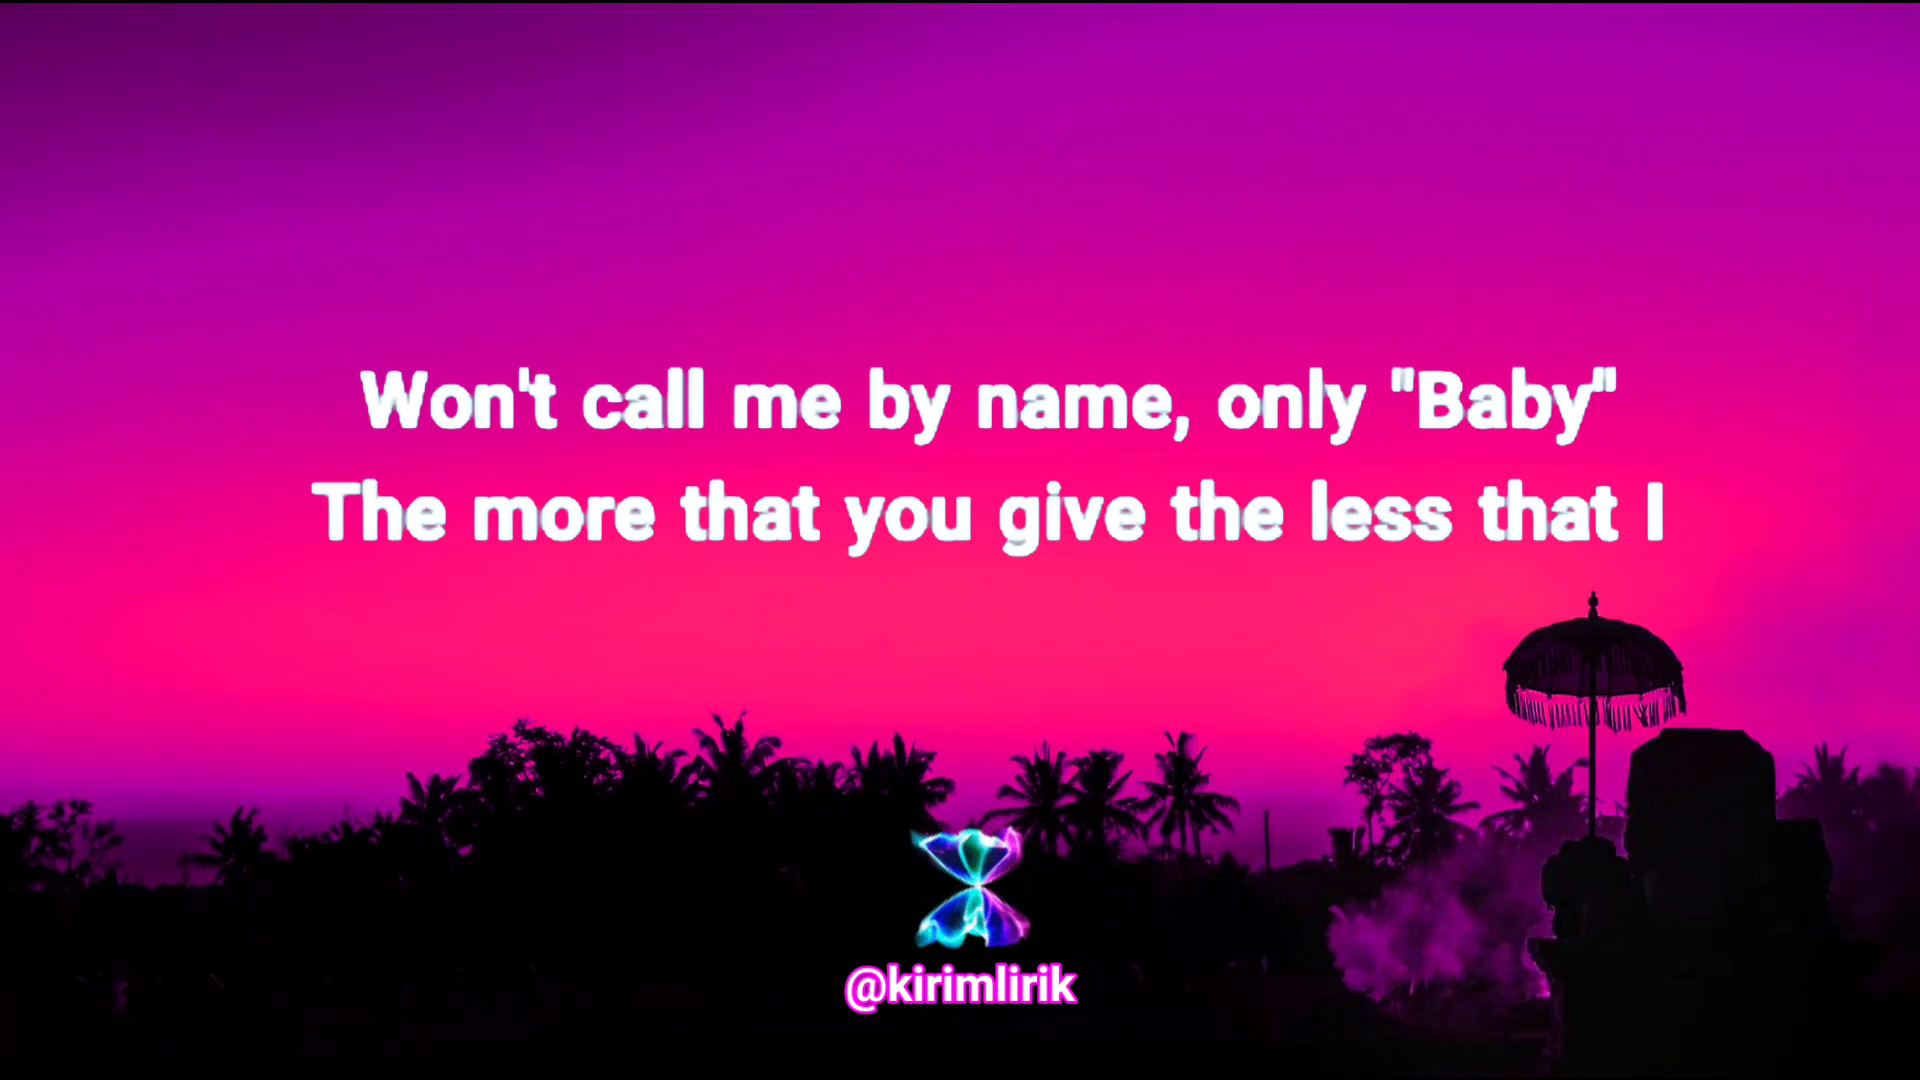 Won't call me by name, only "Baby"
The more that you give the less that I
@kirimlirik